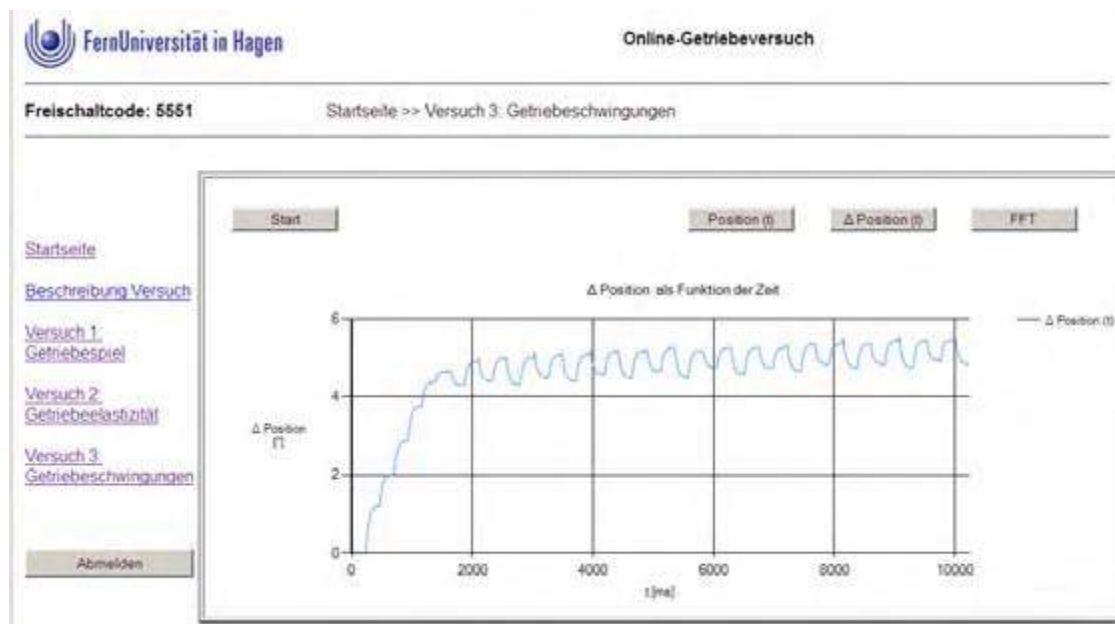 FernUniversität in Hagen
Online-Getriebeversuch
Freischaltcode: 5551
Startseite >> Versuch 3: Getriebeschwingungen
Start
Position (t)
Δ Position (t)
FFT
Startseite
Beschreibung Versuch
Versuch 1:
Getriebespiel
Versuch 2:
Getriebeelastizität
Versuch 3:
Getriebeschwingungen
Abmelden
Δ Position als Funktion der Zeit
Δ Position (t)
6
4
2
0
Δ Position
[°]
0
2000
4000
6000
8000
10000
t [ms]